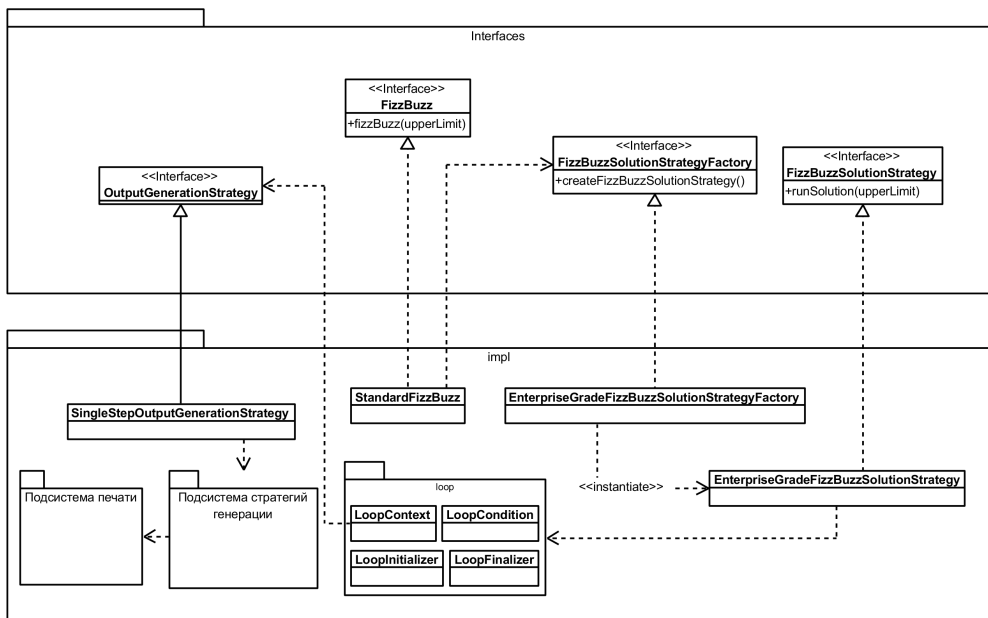 Interfaces
<<Interface>>
FizzBuzz
+fizzBuzz(upperLimit)
<<Interface>>
FizzBuzzSolutionStrategyFactory
+createFizzBuzzSolutionStrategy()
<<Interface>>
FizzBuzzSolutionStrategy
+runSolution(upperLimit)
<<Interface>>
OutputGenerationStrategy
impl
SingleStepOutputGenerationStrategy
StandardFizzBuzz
EnterpriseGradeFizzBuzzSolutionStrategyFactory
Подсистема печати
Подсистема стратегий
генерации
loop
LoopContext
LoopCondition
LoopInitializer
LoopFinalizer
<<instantiate>>
EnterpriseGradeFizzBuzzSolutionStrategy